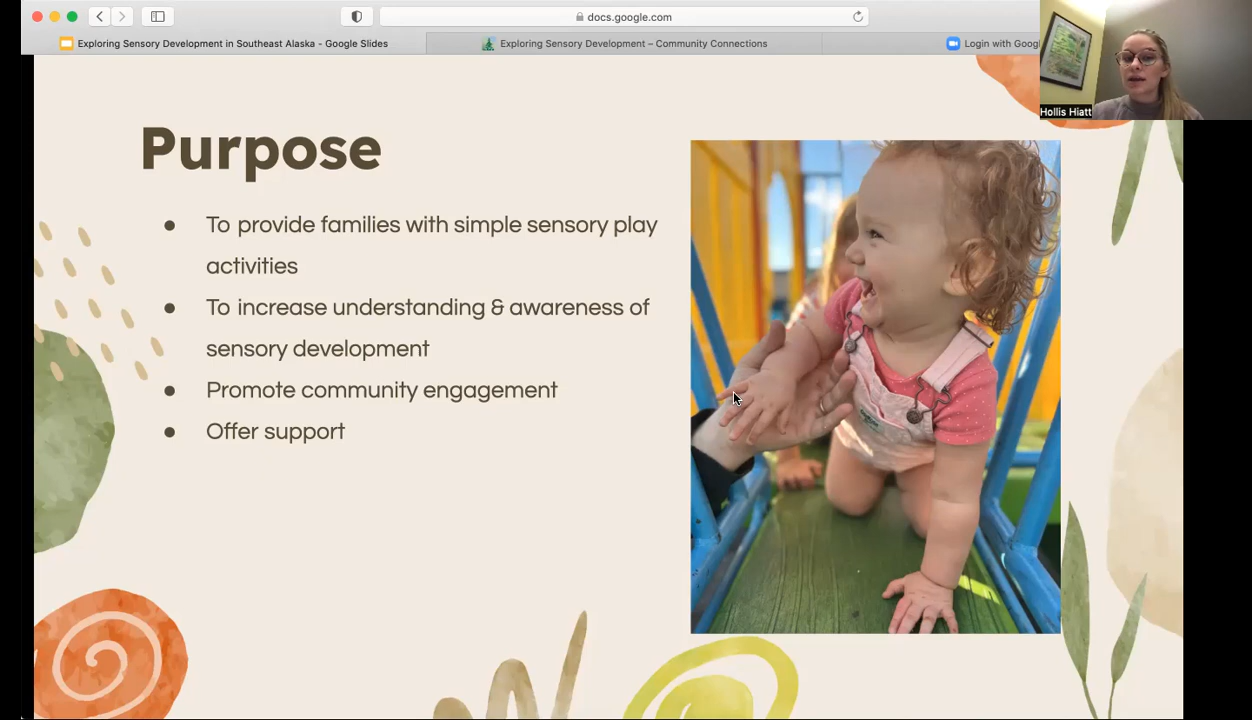 docs.google.com
Exploring Sensory Development in Southeast Alaska - Google Slides
Exploring Sensory Development – Community Connections
Login with Googl
Hollis Hiatt
Purpose
● To provide families with simple sensory play
activities
● To increase understanding & awareness of
sensory development
● Promote community engagement
● Offer support